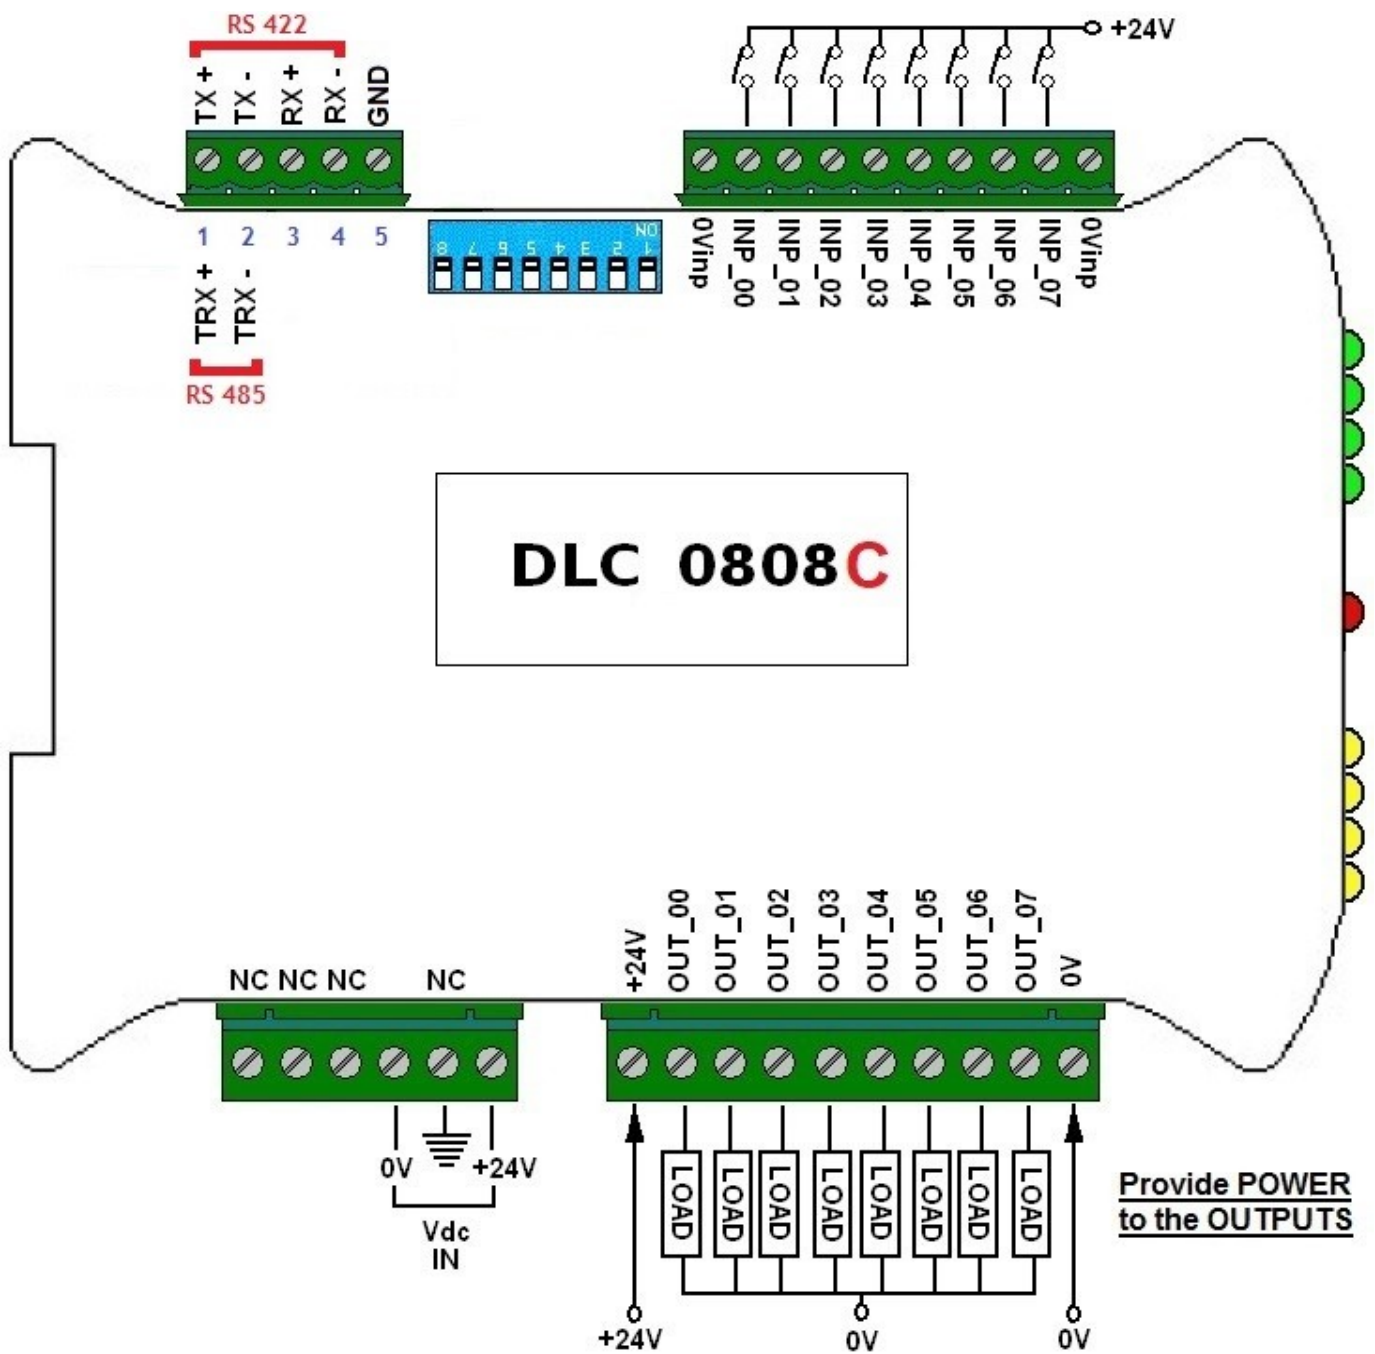 RS 422
TX +
TX -
RX +
RX -
GND
+24V
1 2 3 4 5
TRX +
TRX -
RS 485
ON
8 7 6 5 4 3 2 1
0Vinp
INP_00
INP_01
INP_02
INP_03
INP_04
INP_05
INP_06
INP_07
0Vinp
DLC 0808C
NC NC NC NC
+24V
OUT_00
OUT_01
OUT_02
OUT_03
OUT_04
OUT_05
OUT_06
OUT_07
0V
0V +24V
Vdc
IN
LOAD
LOAD
LOAD
LOAD
LOAD
LOAD
LOAD
LOAD
Provide POWER
to the OUTPUTS
+24V 0V 0V